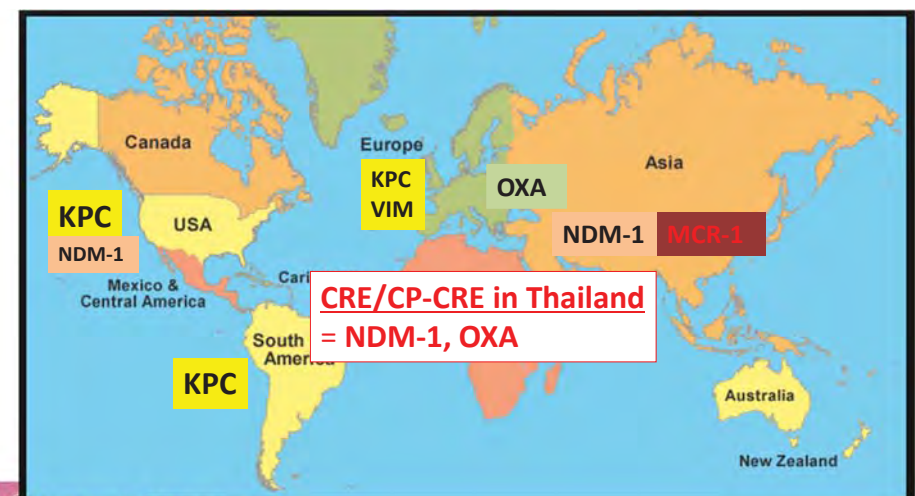 Canada
Europe
Asia
KPC
VIM
OXA
KPC
USA
NDM-1
NDM-1 MCR-1
Mexico &
Central America
Cari
CRE/CP-CRE in Thailand
= NDM-1, OXA
South
America
KPC
Australia
New Zealand